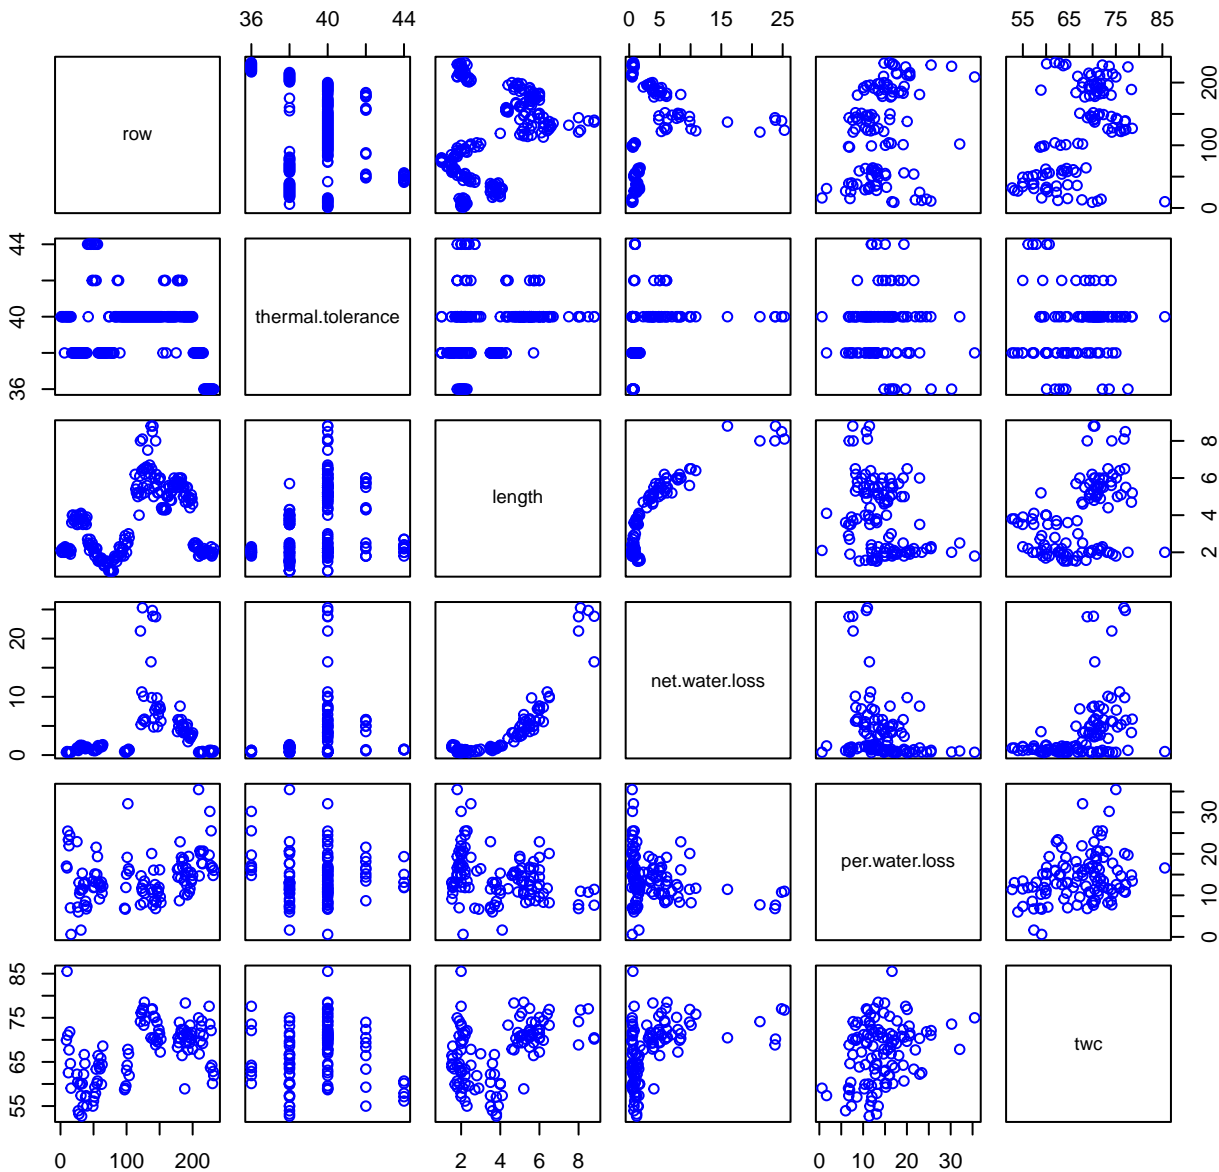 36 40 44 0 5 15 25 55 65 75 85
row 0 100 200
36 40 44 thermal.tolerance
length 2 4 6 8
0 10 20 net.water.loss
per.water.loss 0 10 20 30
55 65 75 85 twc
0 100 200 2 4 6 8 0 10 20 30